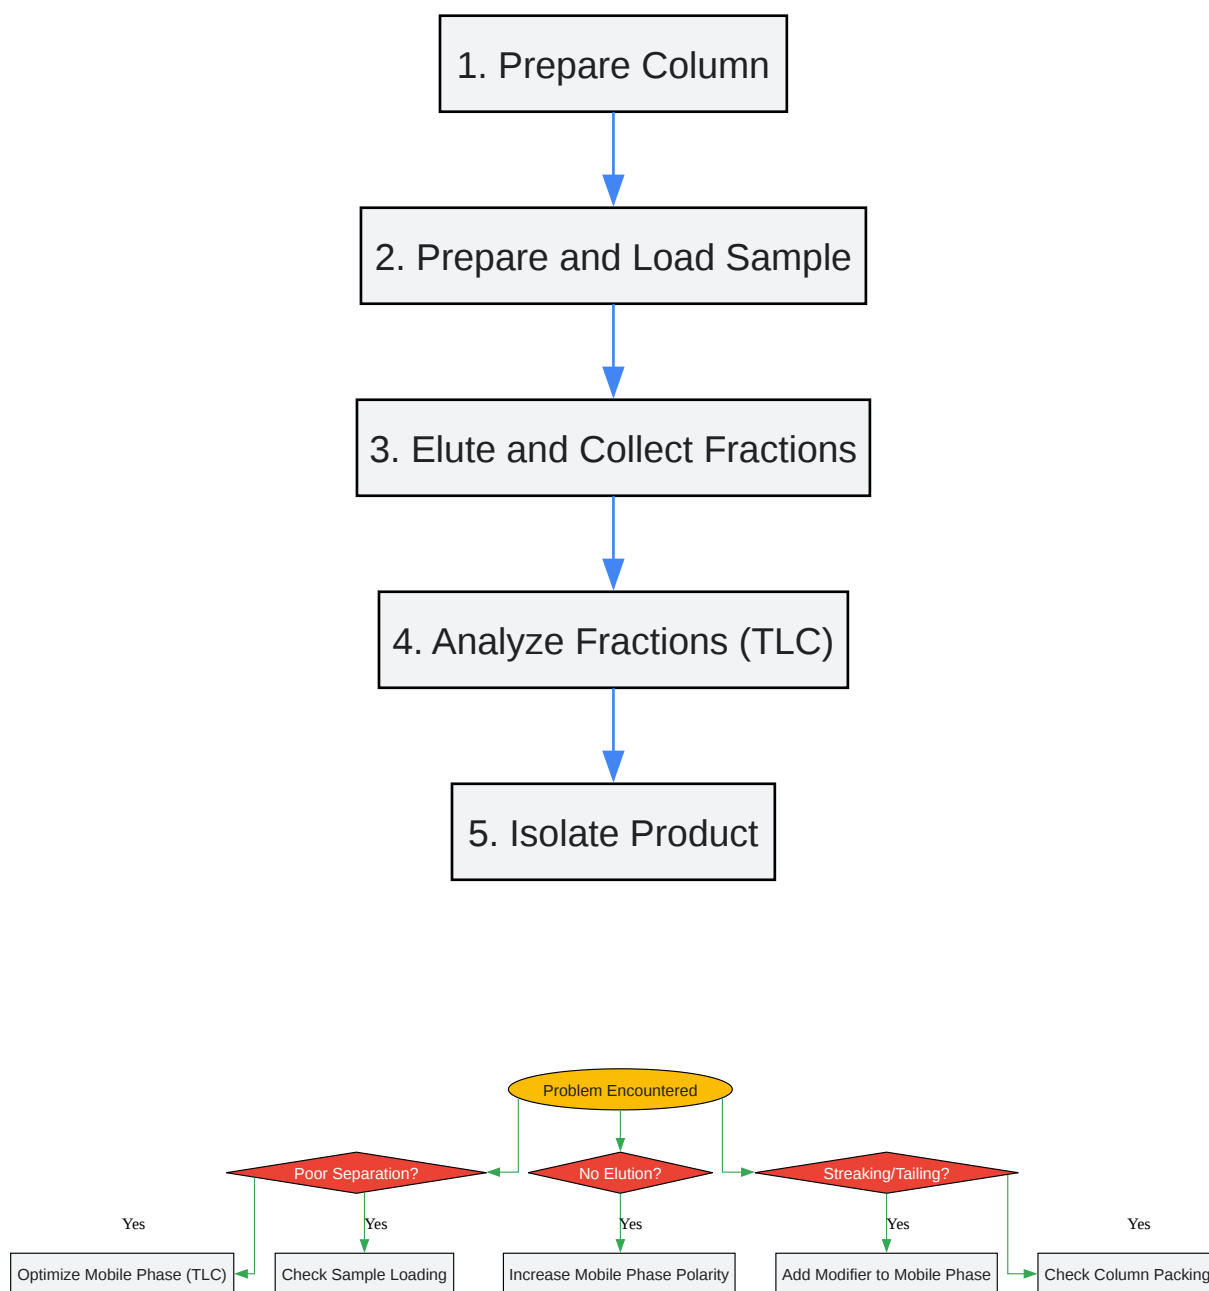 1. Prepare Column
2. Prepare and Load Sample
3. Elute and Collect Fractions
4. Analyze Fractions (TLC)
5. Isolate Product
Problem Encountered
Poor Separation?
No Elution?
Streaking/Tailing?
Yes
Yes
Yes
Yes
Yes
Optimize Mobile Phase (TLC)
Check Sample Loading
Increase Mobile Phase Polarity
Add Modifier to Mobile Phase
Check Column Packing